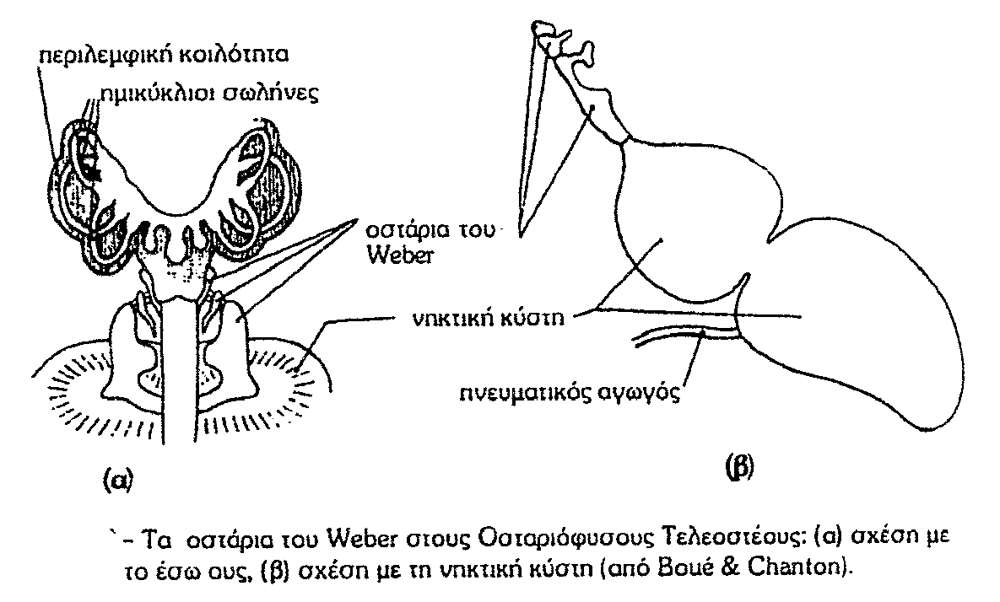 περιλεμφική κοιλότητα
ημικύκλιοι σωλήνες
οστάρια του
Weber
νηκτική κύστη
πνευματικός αγωγός
(α)
(β)
– Τα οστάρια του Weber στους Οσταριόφυσους Τελεοστέους: (α) σχέση με
το έσω ους, (β) σχέση με τη νηκτική κύστη (από Boué & Chanton).